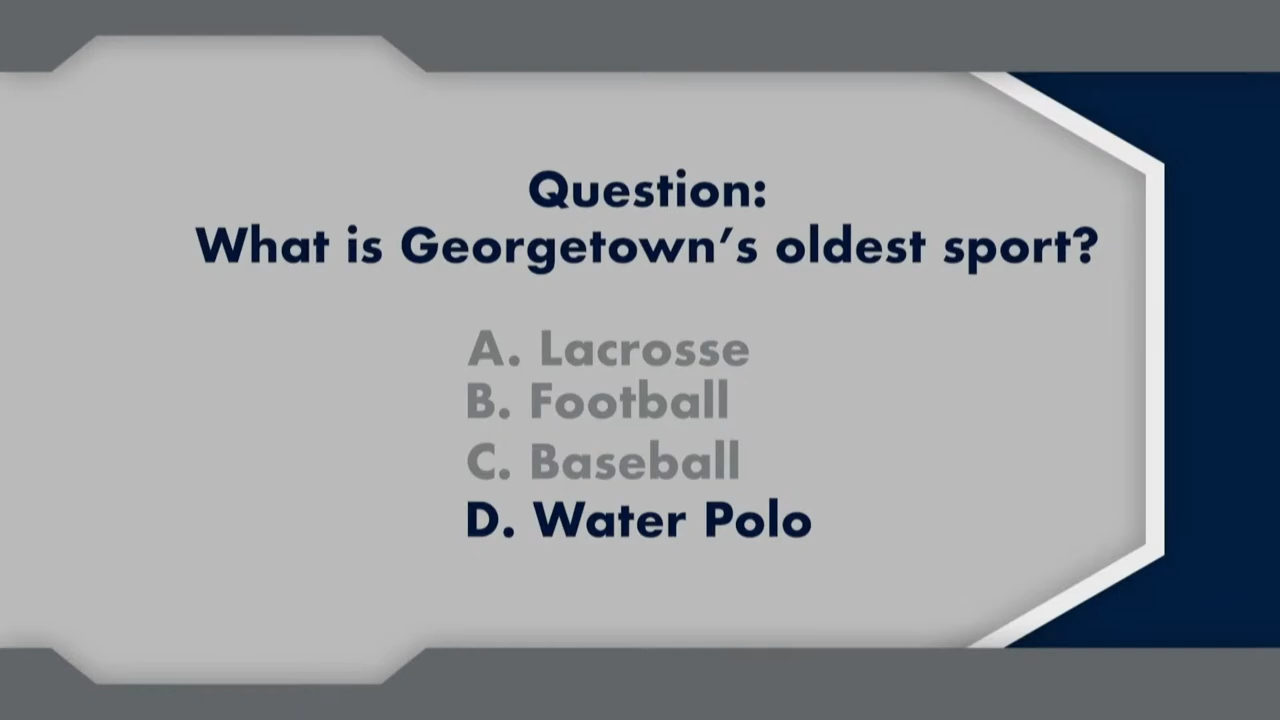 Question:
What is Georgetown’s oldest sport?
A. Lacrosse
B. Football
C. Baseball
D. Water Polo